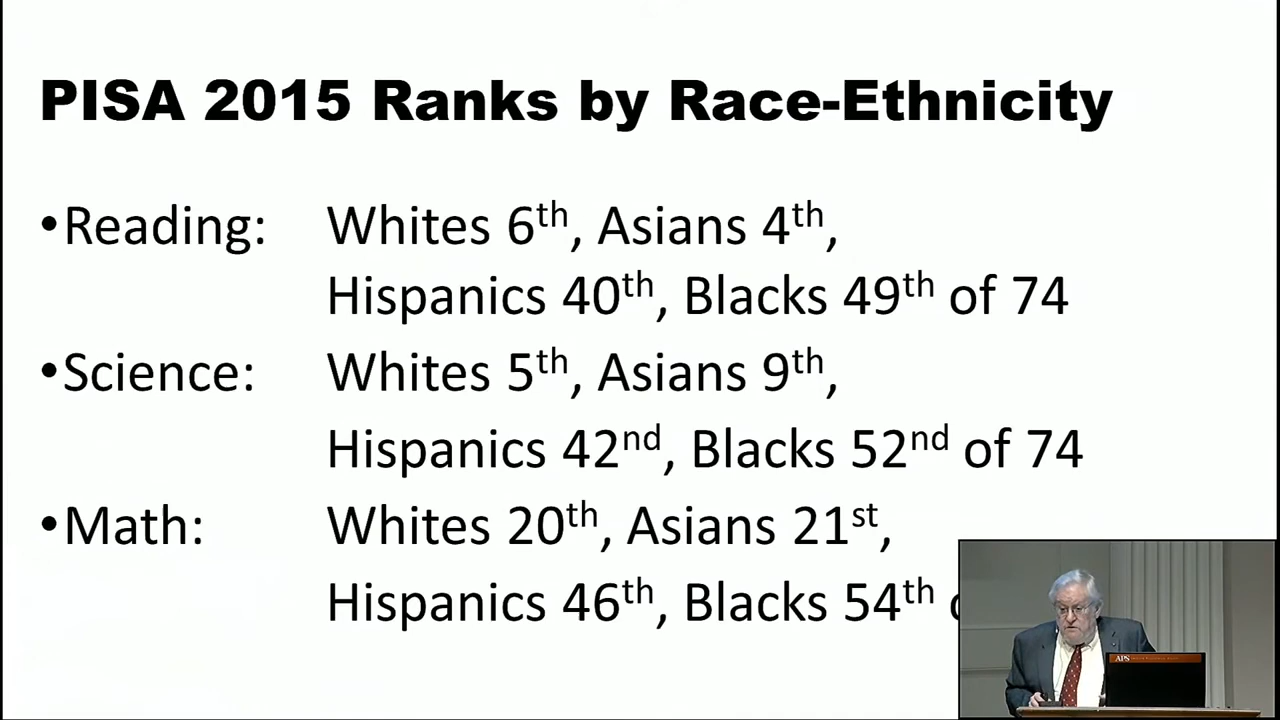 PISA 2015 Ranks by Race-Ethnicity
•Reading: Whites 6th, Asians 4th,
Hispanics 40th, Blacks 49th of 74
•Science: Whites 5th, Asians 9th,
Hispanics 42nd, Blacks 52nd of 74
•Math: Whites 20th, Asians 21st,
Hispanics 46th, Blacks 54th
APS